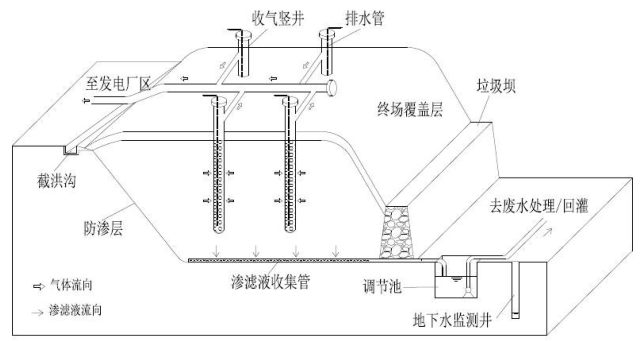 收气竖井
排水管
至发电厂区
垃圾坝
终场覆盖层
截洪沟
去废水处理/回灌
防渗层
气体流向
渗滤液收集管
调节池
渗滤液流向
地下水监测井